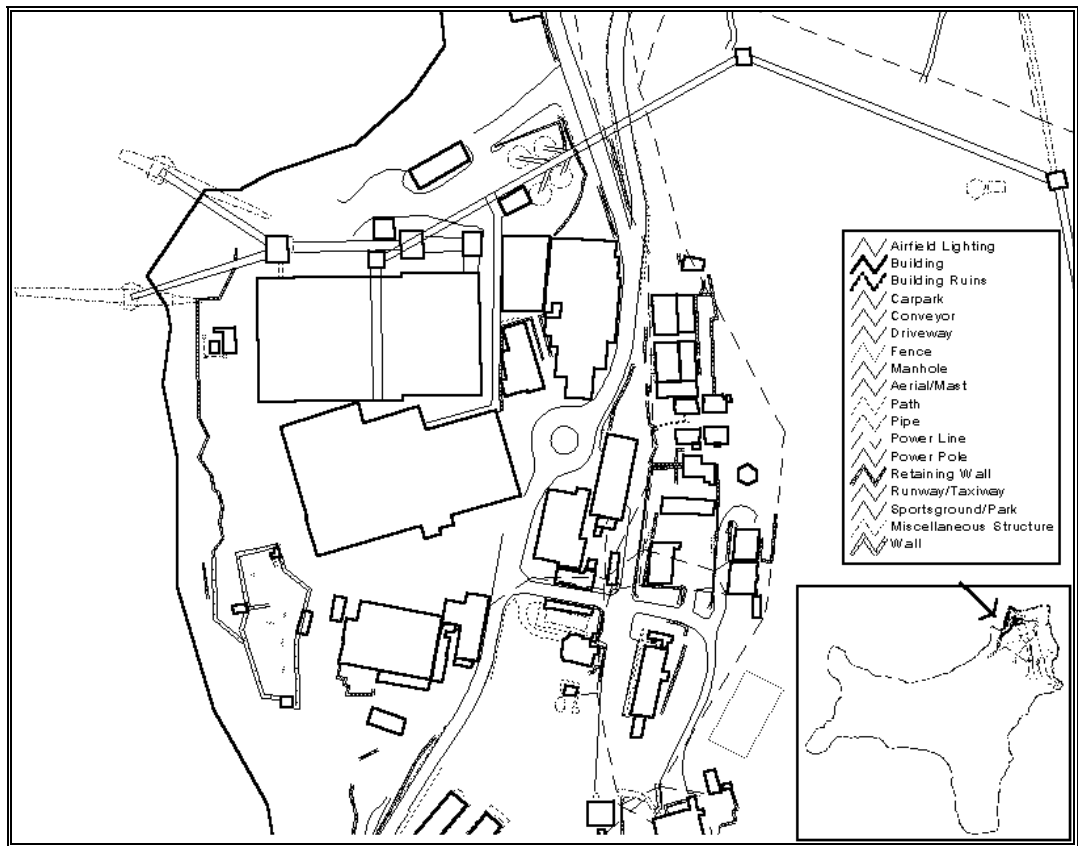 Airfield Lighting
Building
Building Ruins
Carpark
Conveyor
Driveway
Fence
Manhole
Aerial/Mast
Path
Pipe
Power Line
Power Pole
Retaining Wall
Runway/Taxiway
Sportsground/Park
Miscellaneous Structure
Wall